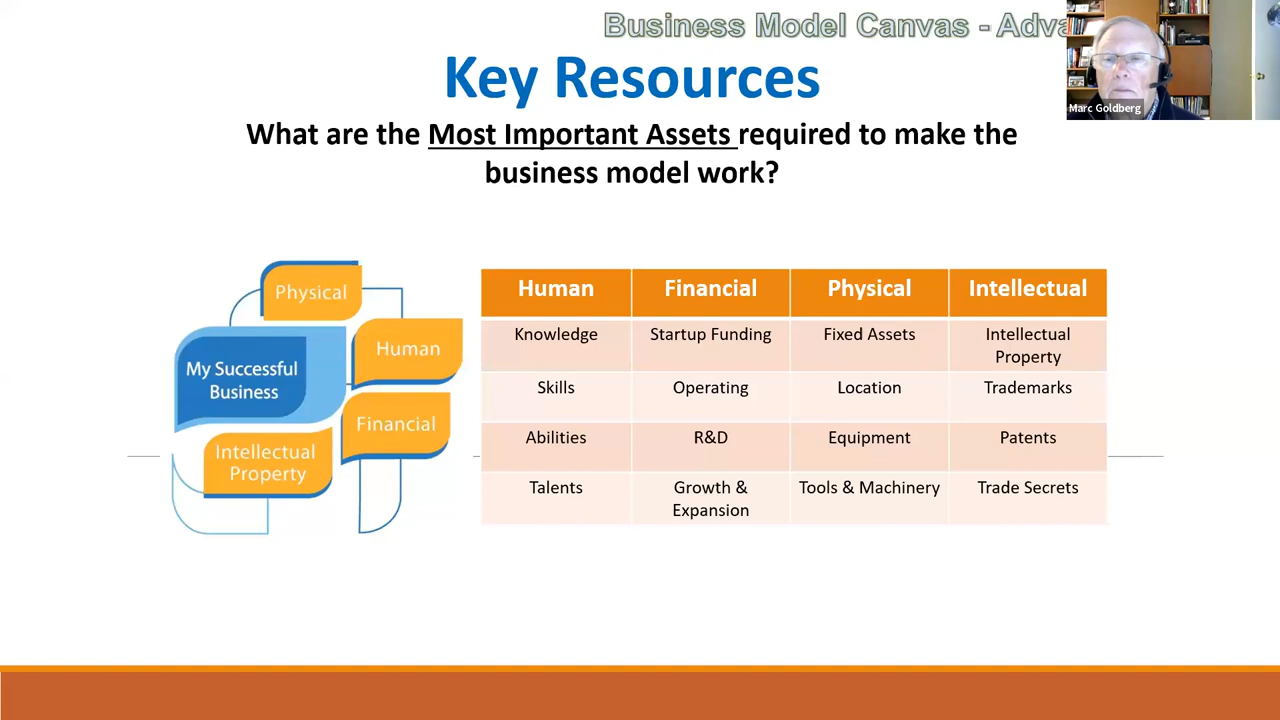 Business Model Canvas - Adva
Key Resources
What are the Most Important Assets required to make the
business model work?
Marc Goldberg
Physical
Human
My Successful
Business
Financial
Intellectual
Property
Human Financial Physical Intellectual
Knowledge Startup Funding Fixed Assets Intellectual
Property
Skills Operating Location Trademarks
Abilities R&D Equipment Patents
Talents Growth & Tools & Machinery Trade Secrets
Expansion